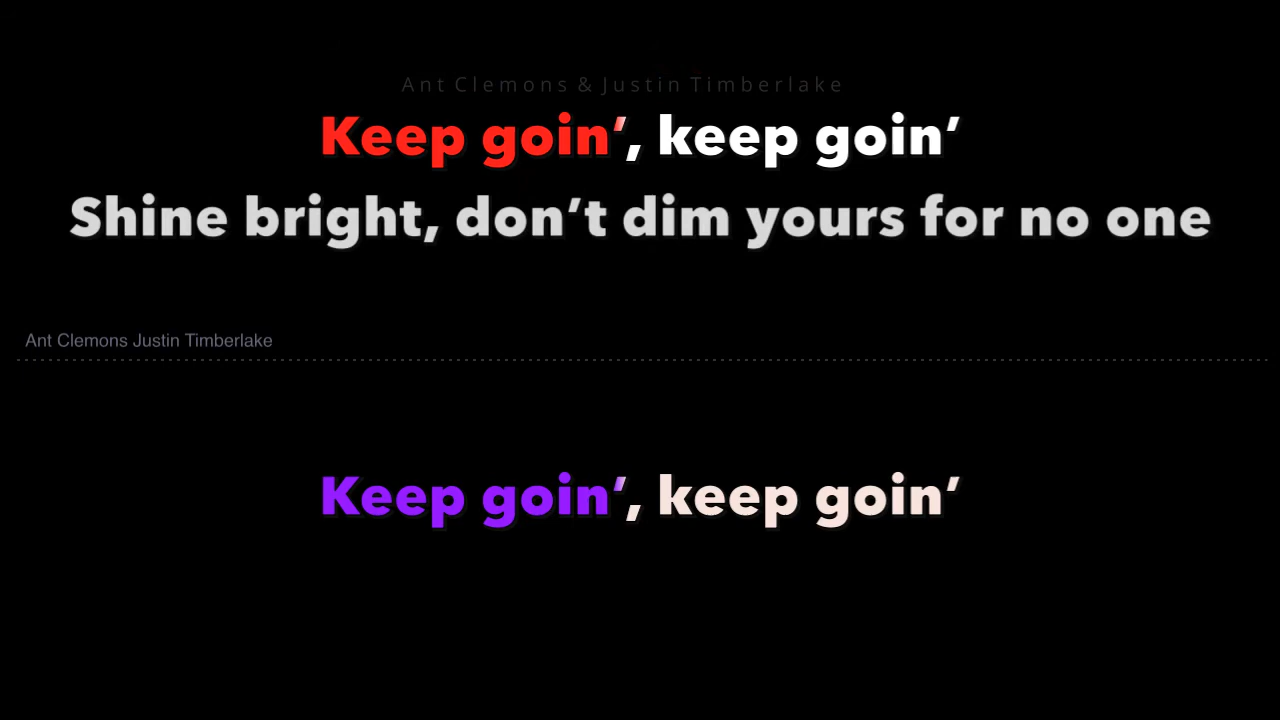 Ant Clemons & Justin Timberlake
Keep goin’, keep goin’
Shine bright, don’t dim yours for no one
Ant Clemons Justin Timberlake
Keep goin’, keep goin’